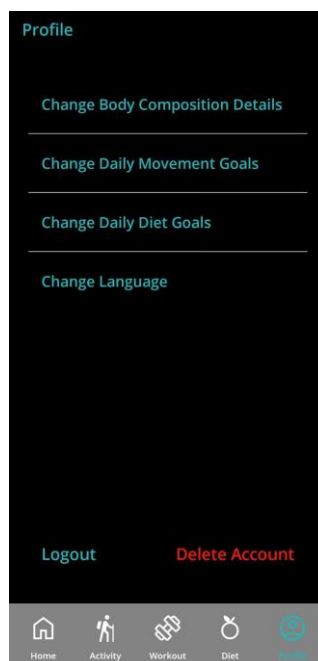 Profile
Change Body Composition Details
Change Daily Movement Goals
Change Daily Diet Goals
Change Language
Logout Delete Account
Home Activity Workout Diet Profile